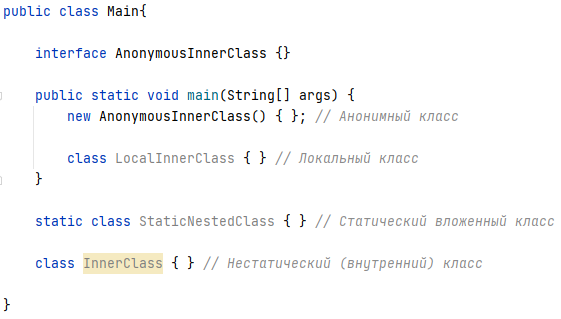 public class Main{
interface AnonymousInnerClass {}
public static void main(String[] args) {
new AnonymousInnerClass() { }; // Анонимный класс
class LocalInnerClass { } // Локальный класс
}
static class StaticNestedClass { } // Статический вложенный класс
class InnerClass { } // Нестатический (внутренний) класс
}